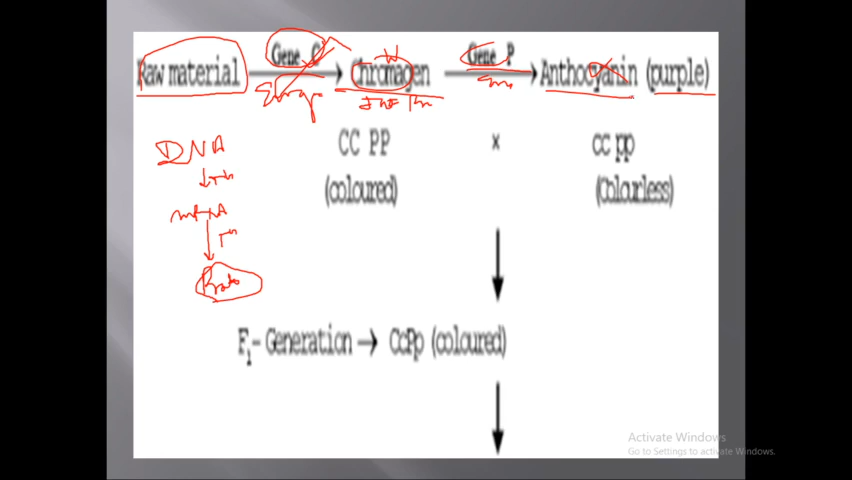 Gene C Gene P
Raw material Chromagen Anthocyanin (purple)
DNA CC PP x cc pp
(coloured) (Colourless)
F1 - Generation → CcPp (coloured)
Activate Windows
Go to Settings to activate Windows.